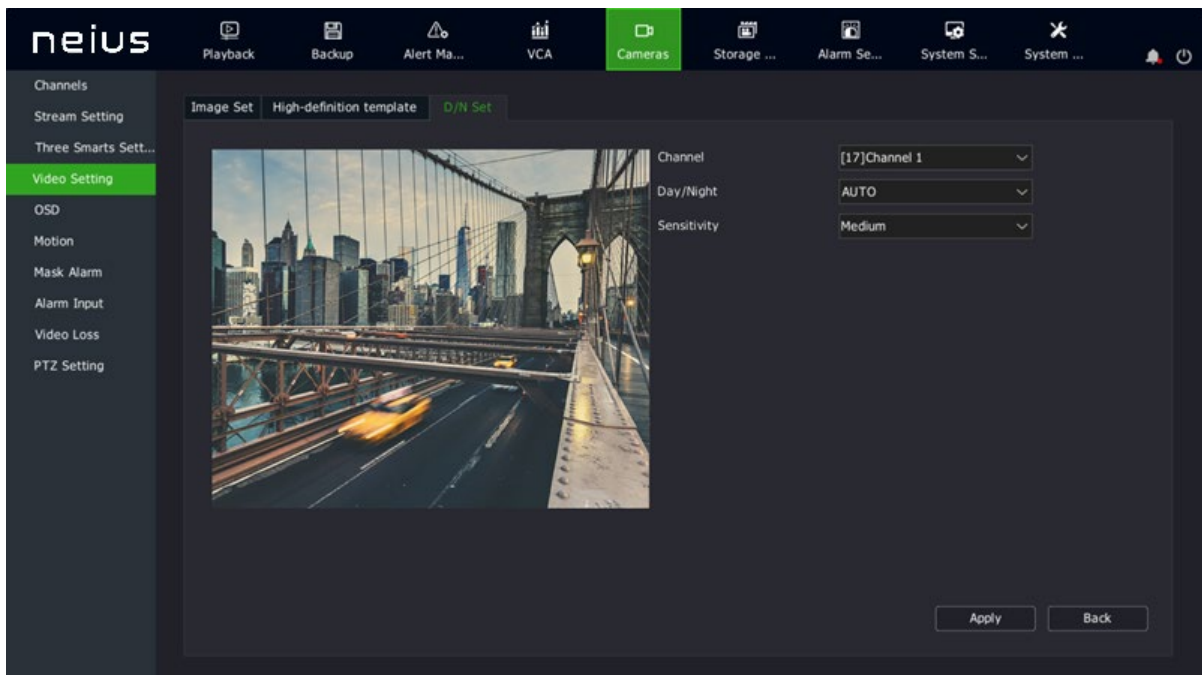 neius
Playback
Backup
Alert Ma...
VCA
Cameras
Storage ...
Alarm Se...
System S...
System ...
Channels
Stream Setting
Three Smarts Sett...
Video Setting
OSD
Motion
Mask Alarm
Alarm Input
Video Loss
PTZ Setting
Image Set
High-definition template
D/N Set
Channel [17]Channel 1
Day/Night AUTO
Sensitivity Medium
Apply
Back